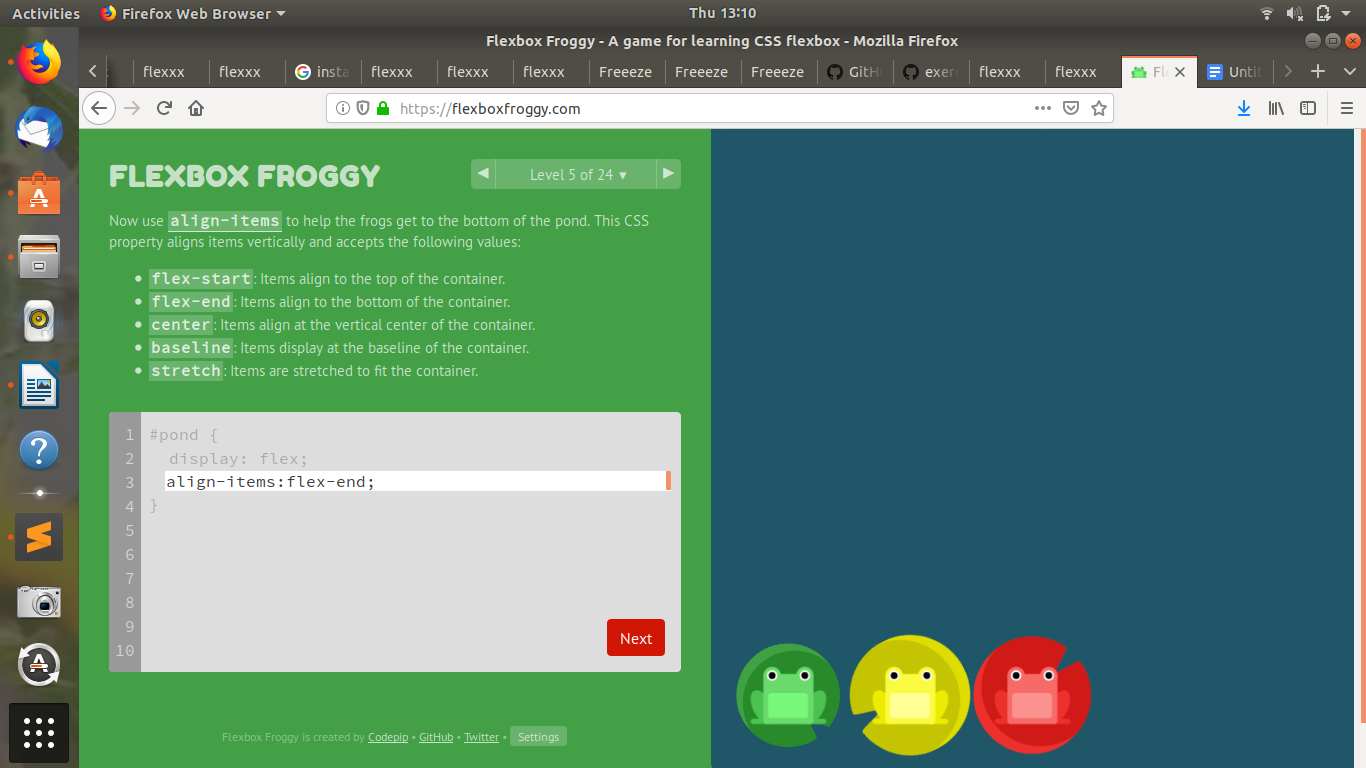 Activities
Firefox Web Browser
Thu 13:10
Flexbox Froggy - A game for learning CSS flexbox - Mozilla Firefox
flexxx
flexxx
insta
flexxx
flexxx
flexxx
Freeeze
Freeeze
Freeeze
GitH
exer
flexxx
flexxx
Fl
Untit
https://flexboxfroggy.com
FLEXBOX FROGGY
◀ Level 5 of 24 ▾ ▶
Now use align-items to help the frogs get to the bottom of the pond. This CSS
property aligns items vertically and accepts the following values:
• flex-start: Items align to the top of the container.
• flex-end: Items align to the bottom of the container.
• center: Items align at the vertical center of the container.
• baseline: Items display at the baseline of the container.
• stretch: Items are stretched to fit the container.
1 #pond {
2 display: flex;
3 align-items:flex-end;
4 }
5
6
7
8
9
10
Next
Flexbox Froggy is created by Codepip • GitHub • Twitter • Settings